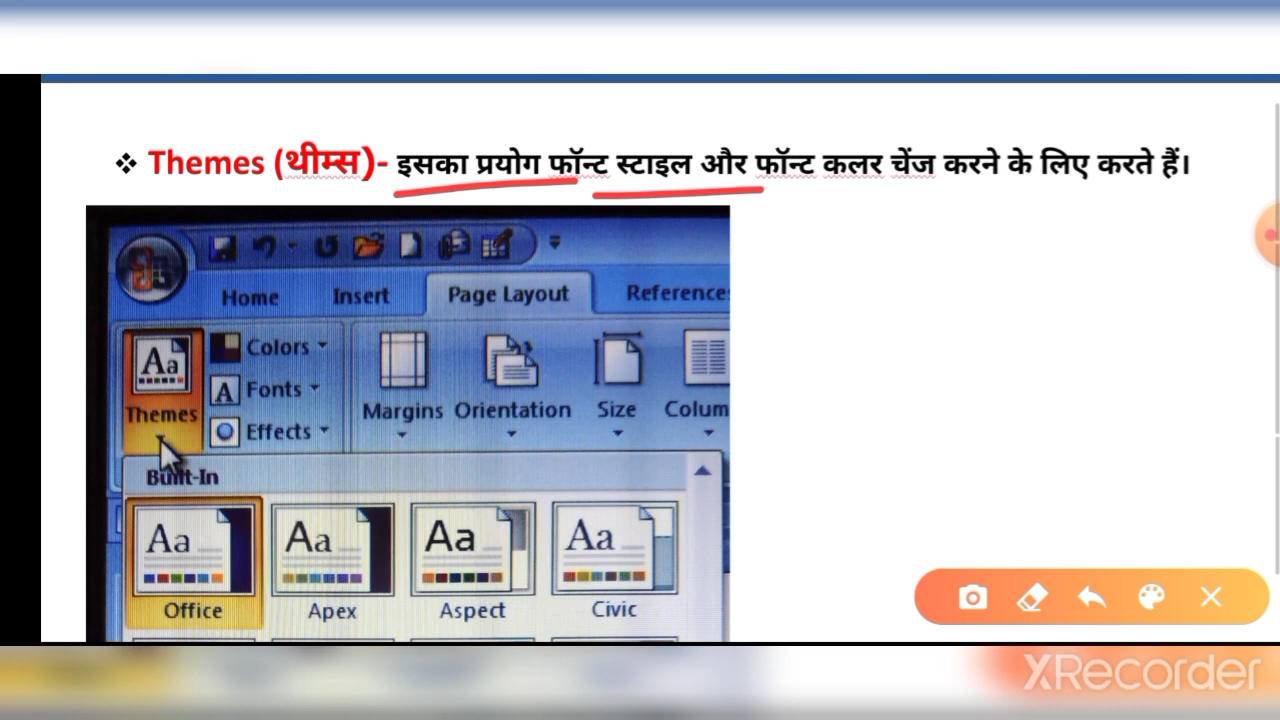 ❖ Themes (थीम्स)- इसका प्रयोग फॉन्ट स्टाइल और फॉन्ट कलर चेंज करने के लिए करते हैं।
Home Insert Page Layout References
Themes
Colors
Fonts
Effects
Margins Orientation Size Colum
Built-In
Aa Aa Aa Aa
Office Apex Aspect Civic
XRecorder